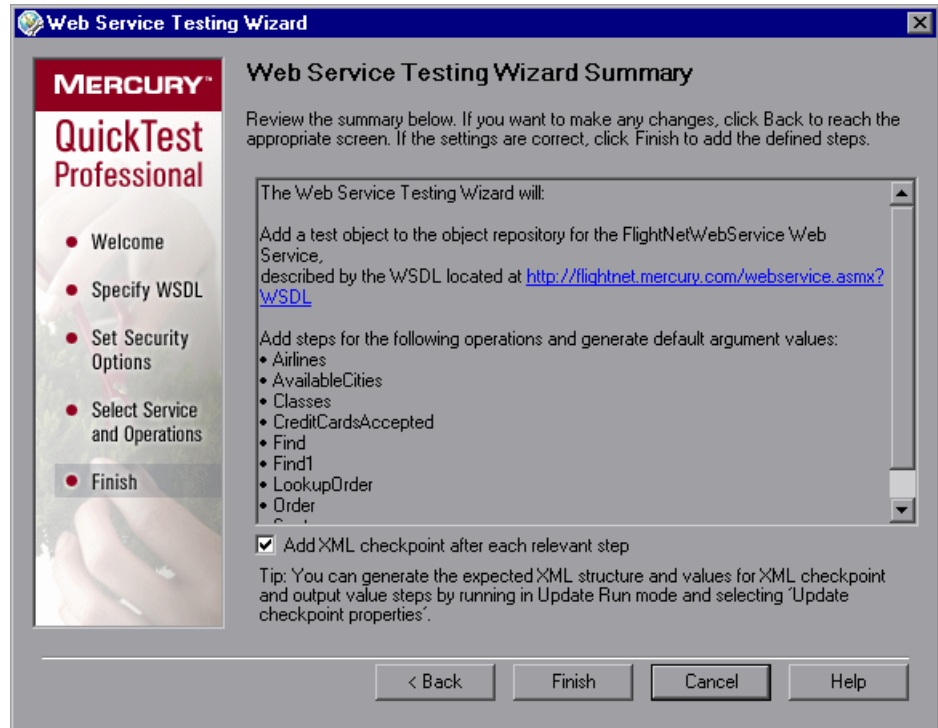 Web Service Testing Wizard
MERCURY™
QuickTest
Professional
Welcome
Specify WSDL
Set Security
Options
Select Service
and Operations
Finish
Web Service Testing Wizard Summary
Review the summary below. If you want to make any changes, click Back to reach the
appropriate screen. If the settings are correct, click Finish to add the defined steps.
The Web Service Testing Wizard will:
Add a test object to the object repository for the FlightNetWebService Web
Service,
described by the WSDL located at http://flightnet.mercury.com/webservice.asmx?
WSDL
Add steps for the following operations and generate default argument values:
• Airlines
• AvailableCities
• Classes
• CreditCardsAccepted
• Find
• Find1
• LookupOrder
• Order
Add XML checkpoint after each relevant step
Tip: You can generate the expected XML structure and values for XML checkpoint
and output value steps by running in Update Run mode and selecting ´Update
checkpoint properties´.
< Back
Finish
Cancel
Help